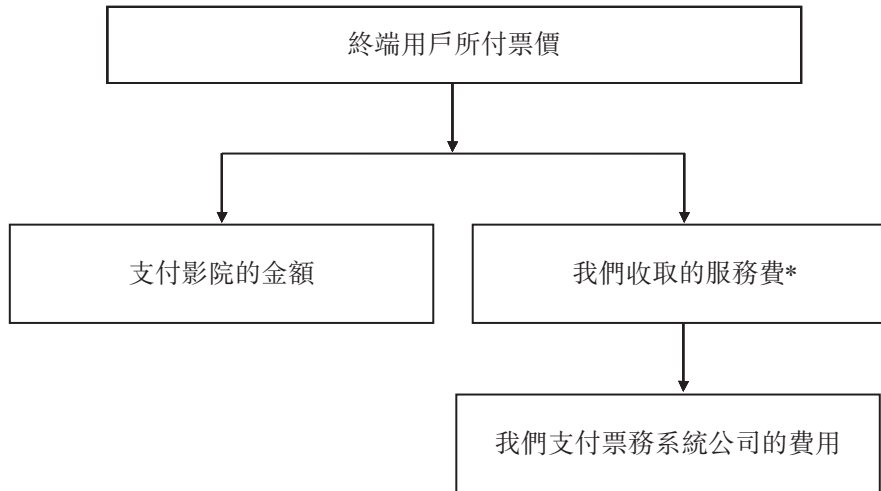 終端用戶所付票價
支付影院的金額
我們收取的服務費*
我們支付票務系統公司的費用